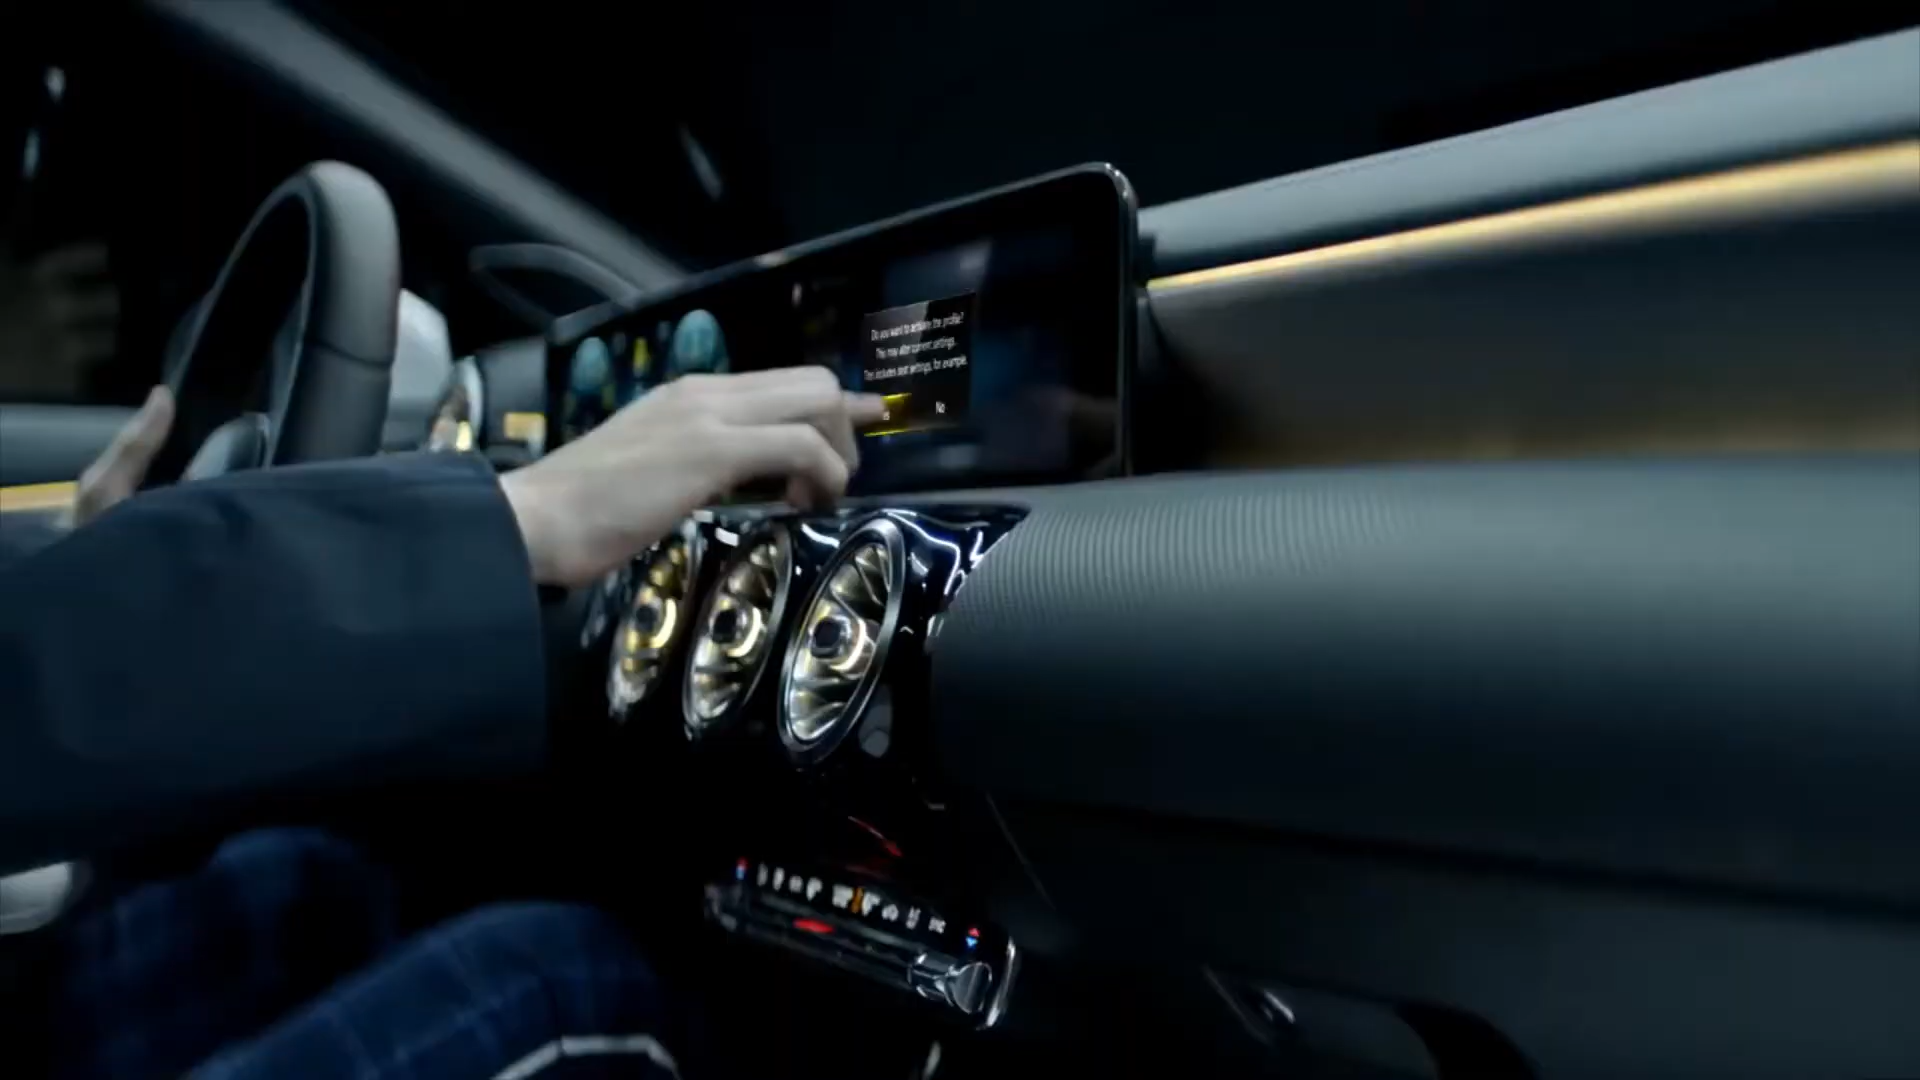 Do you want to activate the profile?
This may alter current settings.
This includes seat settings, for example.
No